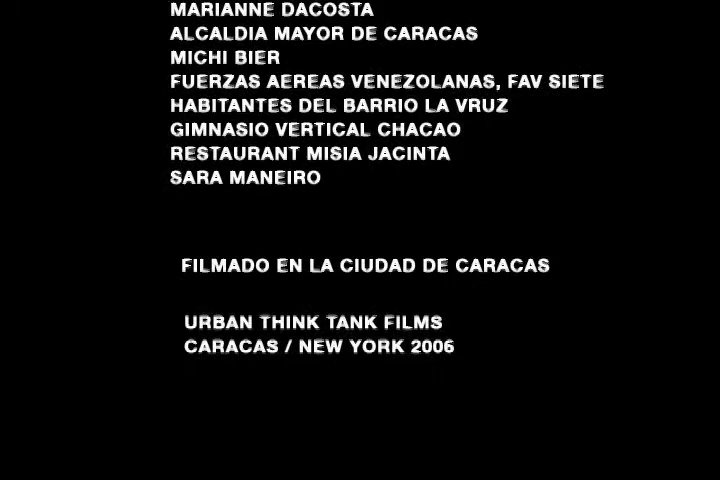 MARIANNE DACOSTA
ALCALDIA MAYOR DE CARACAS
MICHI BIER
FUERZAS AEREAS VENEZOLANAS, FAV SIETE
HABITANTES DEL BARRIO LA VRUZ
GIMNASIO VERTICAL CHACAO
RESTAURANT MISIA JACINTA
SARA MANEIRO
FILMADO EN LA CIUDAD DE CARACAS
URBAN THINK TANK FILMS
CARACAS / NEW YORK 2006